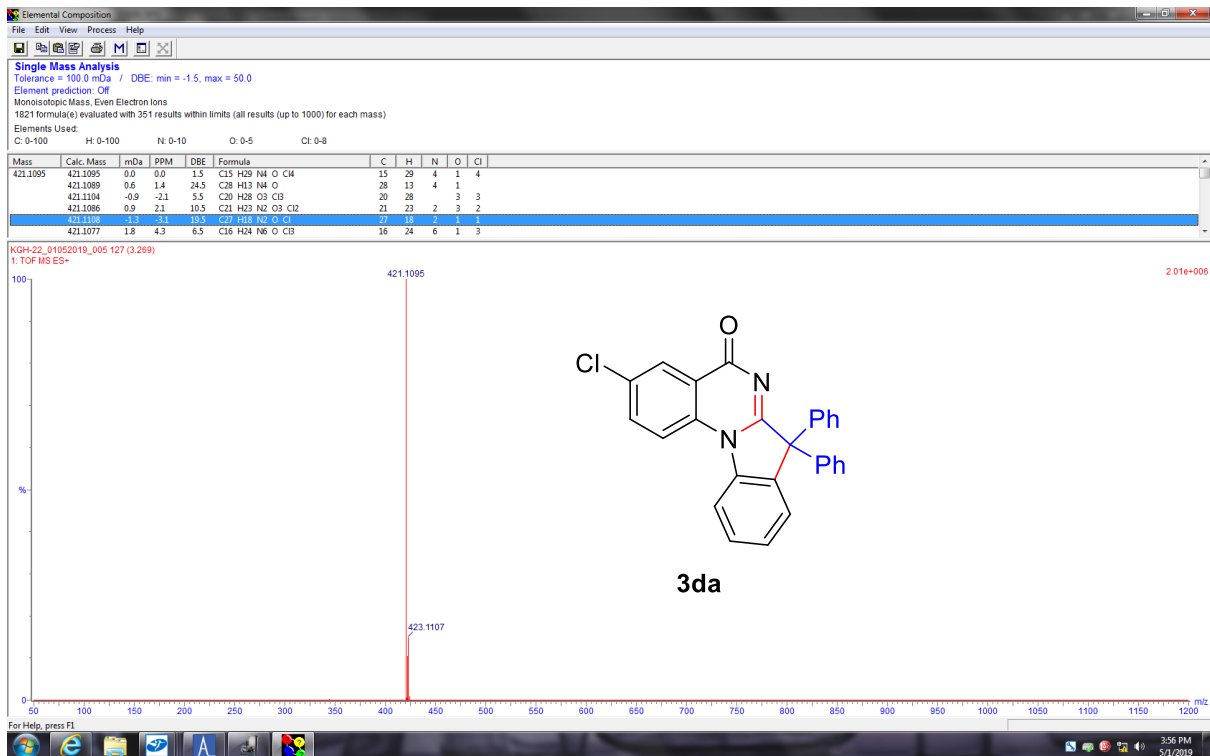 Elemental Composition
File Edit View Process Help
M
Single Mass Analysis
Tolerance = 100.0 mDa / DBE: min = -1.5, max = 50.0
Element prediction: Off
Monoisotopic Mass, Even Electron Ions
1821 formula(e) evaluated with 351 results within limits (all results (up to 1000) for each mass)
Elements Used:
C: 0-100 H: 0-100 N: 0-10 O: 0-5 Cl: 0-8
Mass Calc. Mass mDa PPM DBE Formula C H N O Cl
421.1095 421.1095 0.0 0.0 1.5 C15 H29 N4 O Cl4 15 29 4 1 4
421.1089 0.6 1.4 24.5 C28 H13 N4 O 28 13 4 1
421.1104 -0.9 -2.1 5.5 C20 H28 O3 Cl3 20 28 3 3
421.1086 0.9 2.1 10.5 C21 H23 N2 O3 Cl2 21 23 2 3 2
421.1108 -1.3 -3.1 19.5 C27 H18 N2 O Cl 27 18 2 1 1
421.1077 1.8 4.3 6.5 C16 H24 N6 O Cl3 16 24 6 1 3
KGH-22_01052019_005 127 (3.269)
1: TOF MS ES+
2.01e+006
421.1095
100
O
Cl
N
Ph
N
Ph
%
3da
423.1107
0
m/z
50 100 150 200 250 300 350 400 450 500 550 600 650 700 750 800 850 900 950 1000 1050 1100 1150 1200
For Help, press F1
3:56 PM
5/1/2019